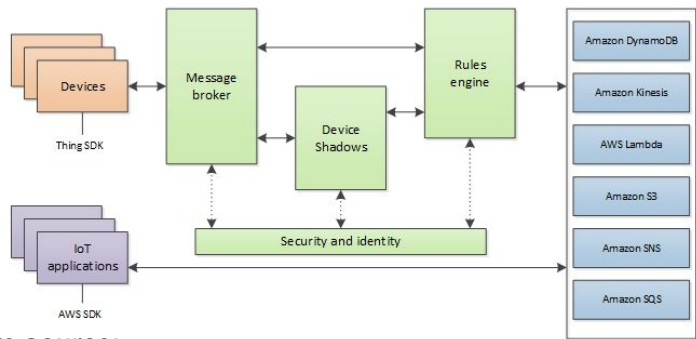 Devices
Thing SDK
Message
broker
Device
Shadows
Rules
engine
Security and identity
IoT
applications
AWS SDK
Amazon DynamoDB
Amazon Kinesis
AWS Lambda
Amazon S3
Amazon SNS
Amazon SQS